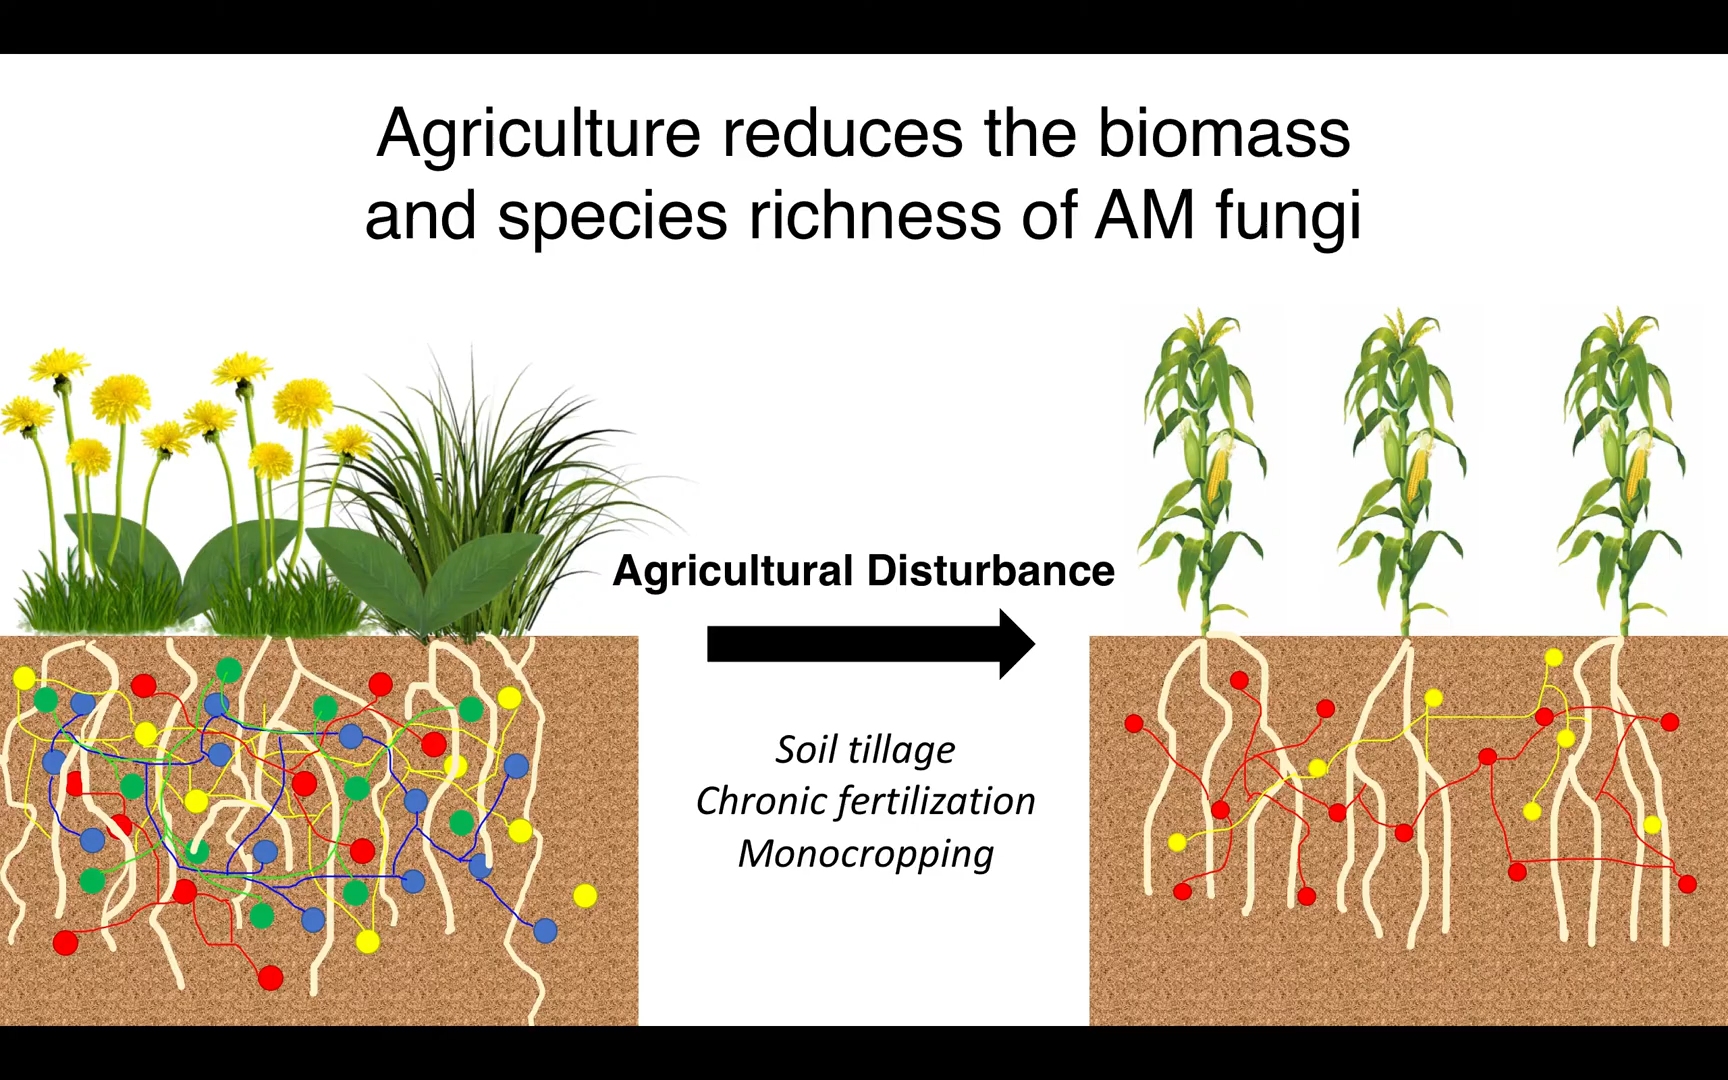 Agriculture reduces the biomass
and species richness of AM fungi
Agricultural Disturbance
Soil tillage
Chronic fertilization
Monocropping